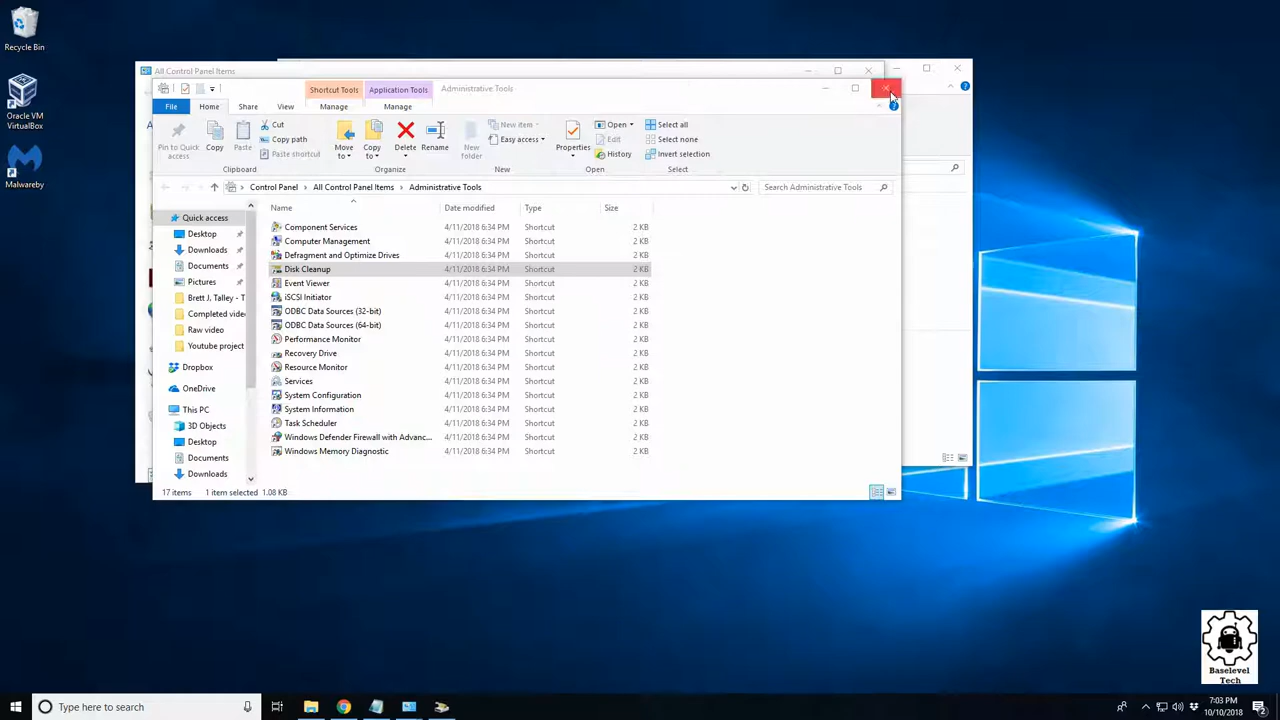 Recycle Bin
Oracle VM
VirtualBox
Malwareby...
All Control Panel Items
Shortcut Tools
Application Tools
Administrative Tools
File
Home
Share
View
Manage
Manage
Pin to Quick
access
Copy
Paste
Cut
Copy path
Paste shortcut
Clipboard
Move
to
Copy
to
Delete
Rename
Organize
New
folder
New item
Easy access
New
Properties
Open
Edit
History
Open
Select all
Select none
Invert selection
Select
Control Panel
All Control Panel Items
Administrative Tools
Search Administrative Tools
Name
Date modified
Type
Size
Quick access
Desktop
Downloads
Documents
Pictures
Brett J. Talley - T
Completed vide
Raw video
Youtube project
Dropbox
OneDrive
This PC
3D Objects
Desktop
Documents
Downloads
Component Services 4/11/2018 6:34 PM Shortcut 2 KB
Computer Management 4/11/2018 6:34 PM Shortcut 2 KB
Defragment and Optimize Drives 4/11/2018 6:34 PM Shortcut 2 KB
Disk Cleanup 4/11/2018 6:34 PM Shortcut 2 KB
Event Viewer 4/11/2018 6:34 PM Shortcut 2 KB
iSCSI Initiator 4/11/2018 6:34 PM Shortcut 2 KB
ODBC Data Sources (32-bit) 4/11/2018 6:34 PM Shortcut 2 KB
ODBC Data Sources (64-bit) 4/11/2018 6:34 PM Shortcut 2 KB
Performance Monitor 4/11/2018 6:34 PM Shortcut 2 KB
Recovery Drive 4/11/2018 6:34 PM Shortcut 2 KB
Resource Monitor 4/11/2018 6:34 PM Shortcut 2 KB
Services 4/11/2018 6:34 PM Shortcut 2 KB
System Configuration 4/11/2018 6:34 PM Shortcut 2 KB
System Information 4/11/2018 6:34 PM Shortcut 2 KB
Task Scheduler 4/11/2018 6:34 PM Shortcut 2 KB
Windows Defender Firewall with Advanc... 4/11/2018 6:34 PM Shortcut 2 KB
Windows Memory Diagnostic 4/11/2018 6:34 PM Shortcut 2 KB
17 items 1 item selected 1.08 KB
Baselevel
Tech
Type here to search
7:03 PM
10/10/2018
2